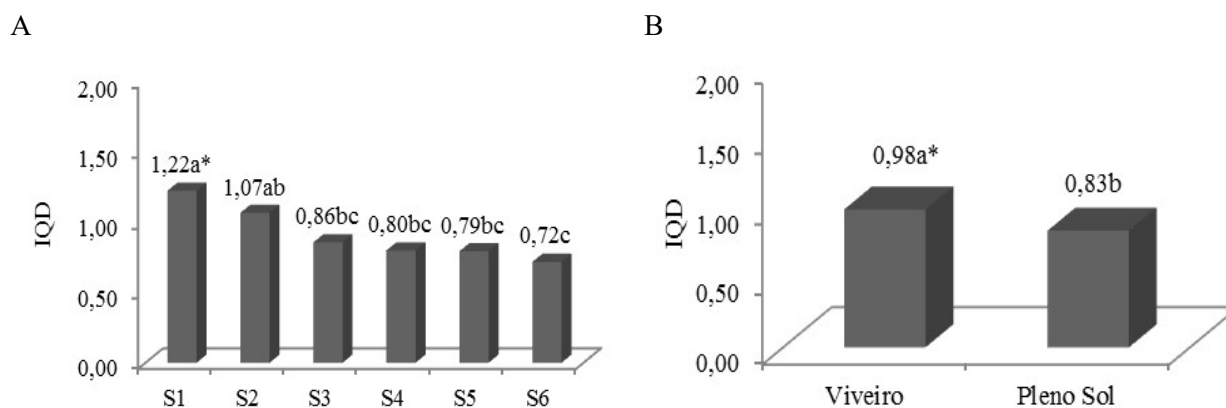 A
2,00
1,50
1,00
0,50
0,00
IQD
1,22a*
1,07ab
0,86bc
0,80bc
0,79bc
0,72c
S1 S2 S3 S4 S5 S6
B
2,00
1,50
1,00
0,50
0,00
IQD
0,98a*
0,83b
Viveiro Pleno Sol